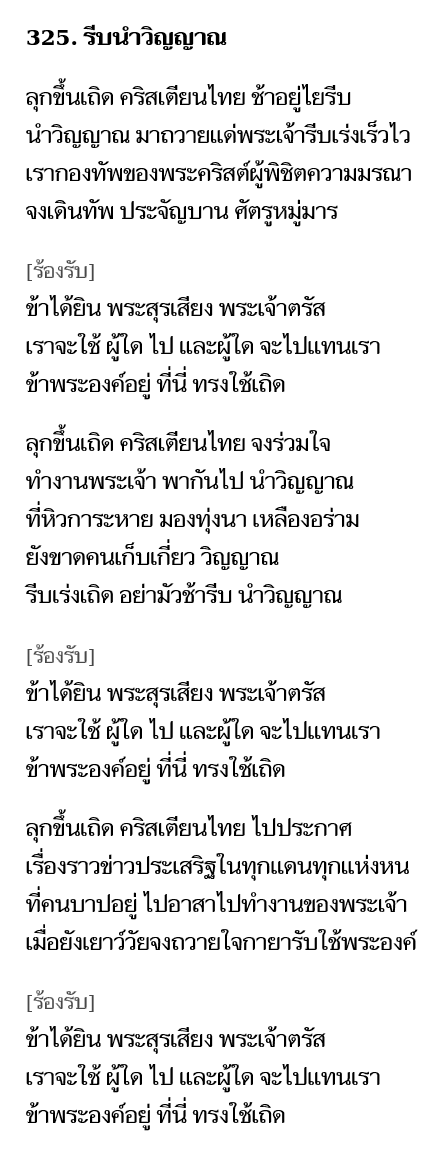 325. รีบนำวิญญาณ
ลุกขึ้นเถิด คริสเตียนไทย ช้าอยู่ไยรีบ
นำวิญญาณ มาถวายแด่พระเจ้ารีบเร่งเร็วไว
เรากองทัพของพระคริสต์ผู้พิชิตความมรณา
จงเดินทัพ ประจัญบาน ศัตรูหมู่มาร
[ร้องรับ]
ข้าได้ยิน พระสุรเสียง พระเจ้าตรัส
เราจะใช้ ผู้ใด ไป และผู้ใด จะไปแทนเรา
ข้าพระองค์อยู่ ที่นี่ ทรงใช้เถิด
ลุกขึ้นเถิด คริสเตียนไทย จงร่วมใจ
ทำงานพระเจ้า พากันไป นำวิญญาณ
ที่หิวการะหาย มองทุ่งนา เหลืองอร่าม
ยังขาดคนเก็บเกี่ยว วิญญาณ
รีบเร่งเถิด อย่ามัวช้ารีบ นำวิญญาณ
[ร้องรับ]
ข้าได้ยิน พระสุรเสียง พระเจ้าตรัส
เราจะใช้ ผู้ใด ไป และผู้ใด จะไปแทนเรา
ข้าพระองค์อยู่ ที่นี่ ทรงใช้เถิด
ลุกขึ้นเถิด คริสเตียนไทย ไปประกาศ
เรื่องราวข่าวประเสริฐในทุกแดนทุกแห่งหน
ที่คนบาปอยู่ ไปอาสาไปทำงานของพระเจ้า
เมื่อยังเยาว์วัยจงถวายใจกายารับใช้พระองค์
[ร้องรับ]
ข้าได้ยิน พระสุรเสียง พระเจ้าตรัส
เราจะใช้ ผู้ใด ไป และผู้ใด จะไปแทนเรา
ข้าพระองค์อยู่ ที่นี่ ทรงใช้เถิด